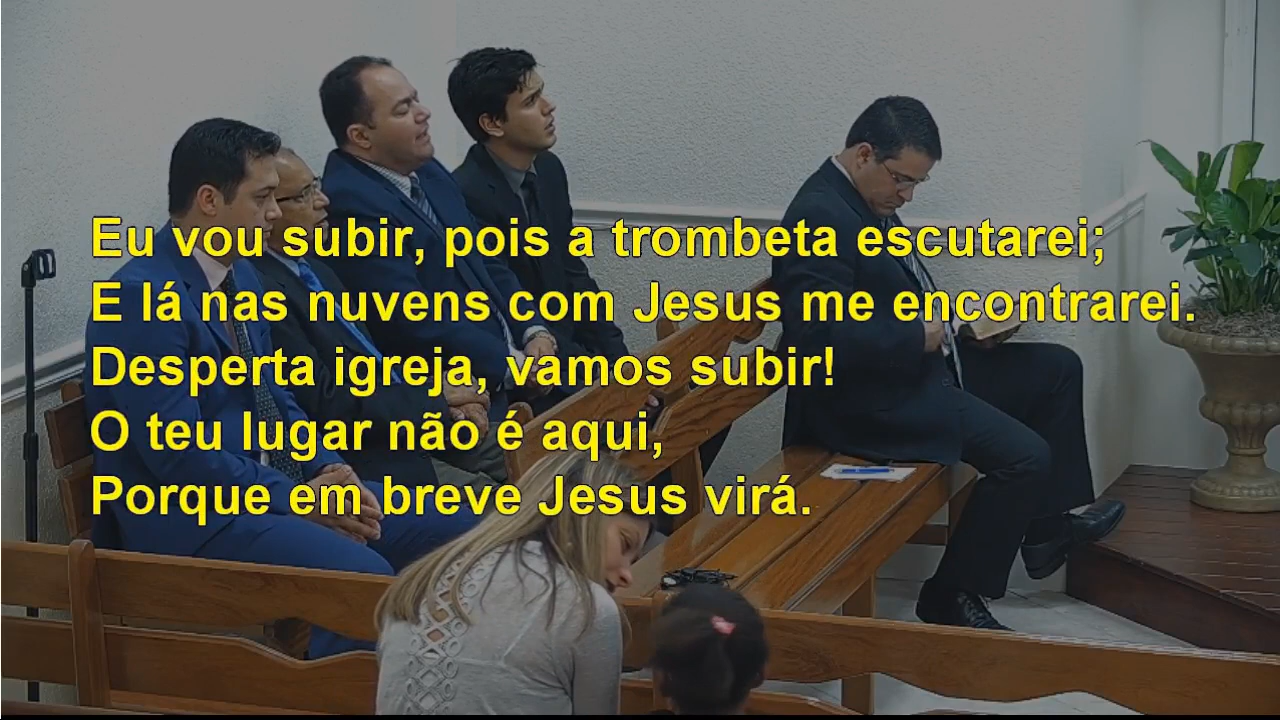 Eu vou subir, pois a trombeta escutarei;
E lá nas nuvens com Jesus me encontrarei.
Desperta igreja, vamos subir!
O teu lugar não é aqui,
Porque em breve Jesus virá.